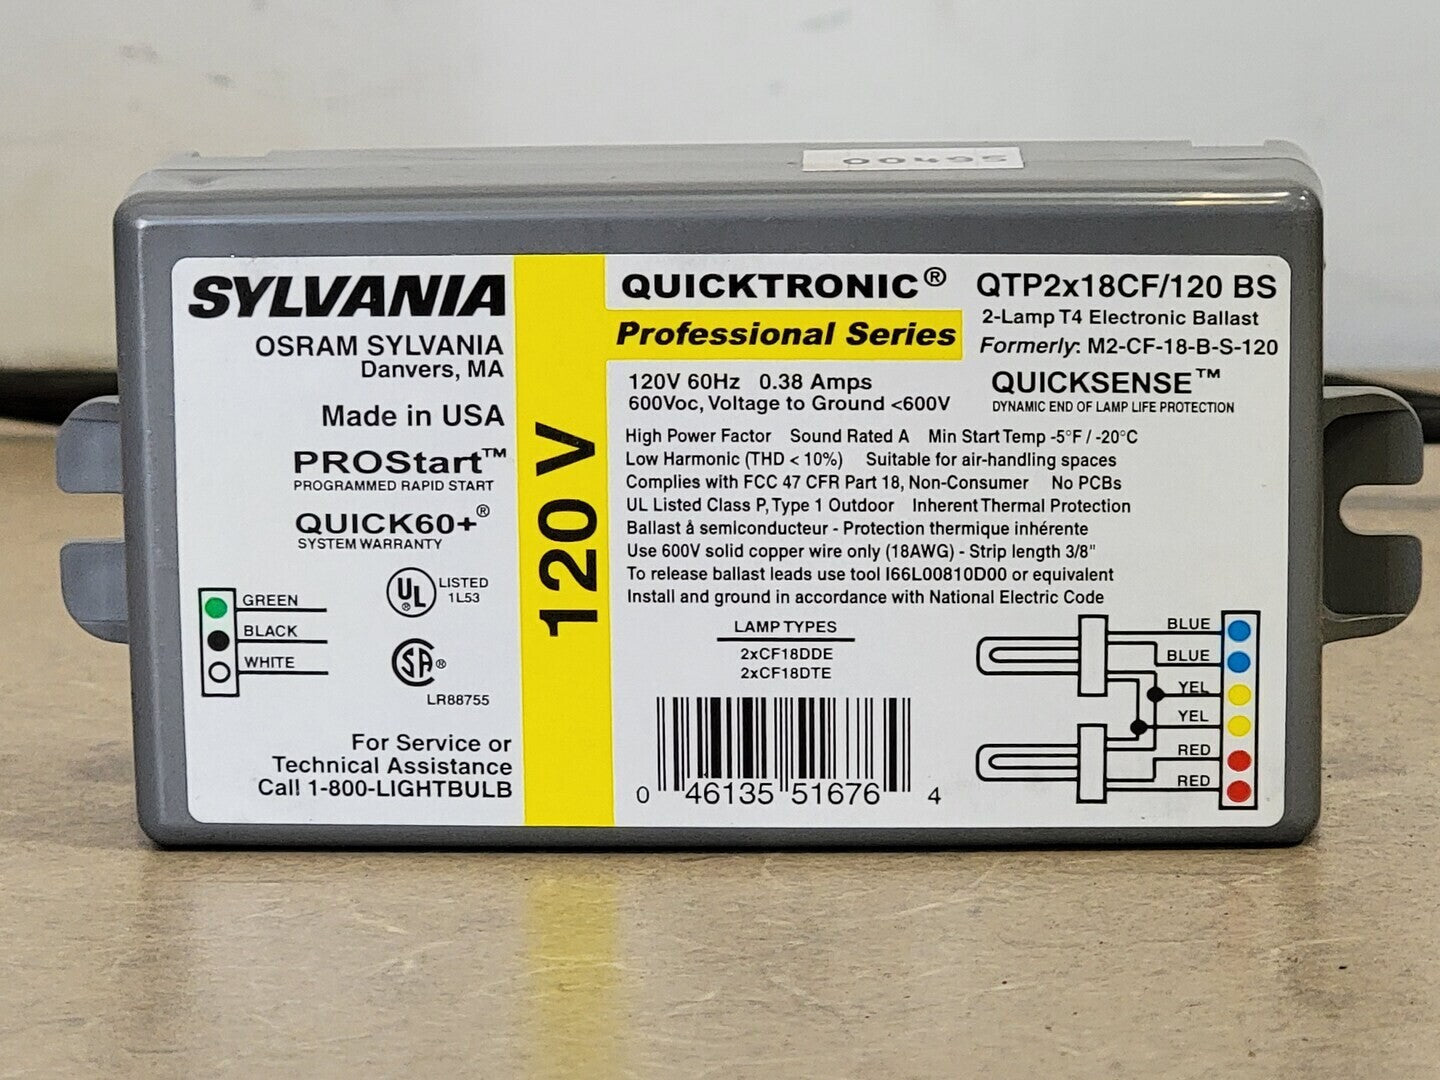 00495
SYLVANIA
OSRAM SYLVANIA
Danvers, MA
Made in USA
PROStart™
PROGRAMMED RAPID START
QUICK60+®
SYSTEM WARRANTY
GREEN
BLACK
WHITE
UL
®
LISTED
1L53
SA®
LR88755
For Service or
Technical Assistance
Call 1-800-LIGHTBULB
120 V
QUICKTRONIC®
Professional Series
QTP2x18CF/120 BS
2-Lamp T4 Electronic Ballast
Formerly: M2-CF-18-B-S-120
120V 60Hz 0.38 Amps
600Voc, Voltage to Ground <600V
QUICKSENSE™
DYNAMIC END OF LAMP LIFE PROTECTION
High Power Factor Sound Rated A Min Start Temp -5°F / -20°C
Low Harmonic (THD < 10%) Suitable for air-handling spaces
Complies with FCC 47 CFR Part 18, Non-Consumer No PCBs
UL Listed Class P, Type 1 Outdoor Inherent Thermal Protection
Ballast å semiconducteur - Protection thermique inhérente
Use 600V solid copper wire only (18AWG) - Strip length 3/8"
To release ballast leads use tool I66L00810D00 or equivalent
Install and ground in accordance with National Electric Code
LAMP TYPES
2xCF18DDE
2xCF18DTE
0 46135 51676 4
BLUE
BLUE
YEL
YEL
RED
RED